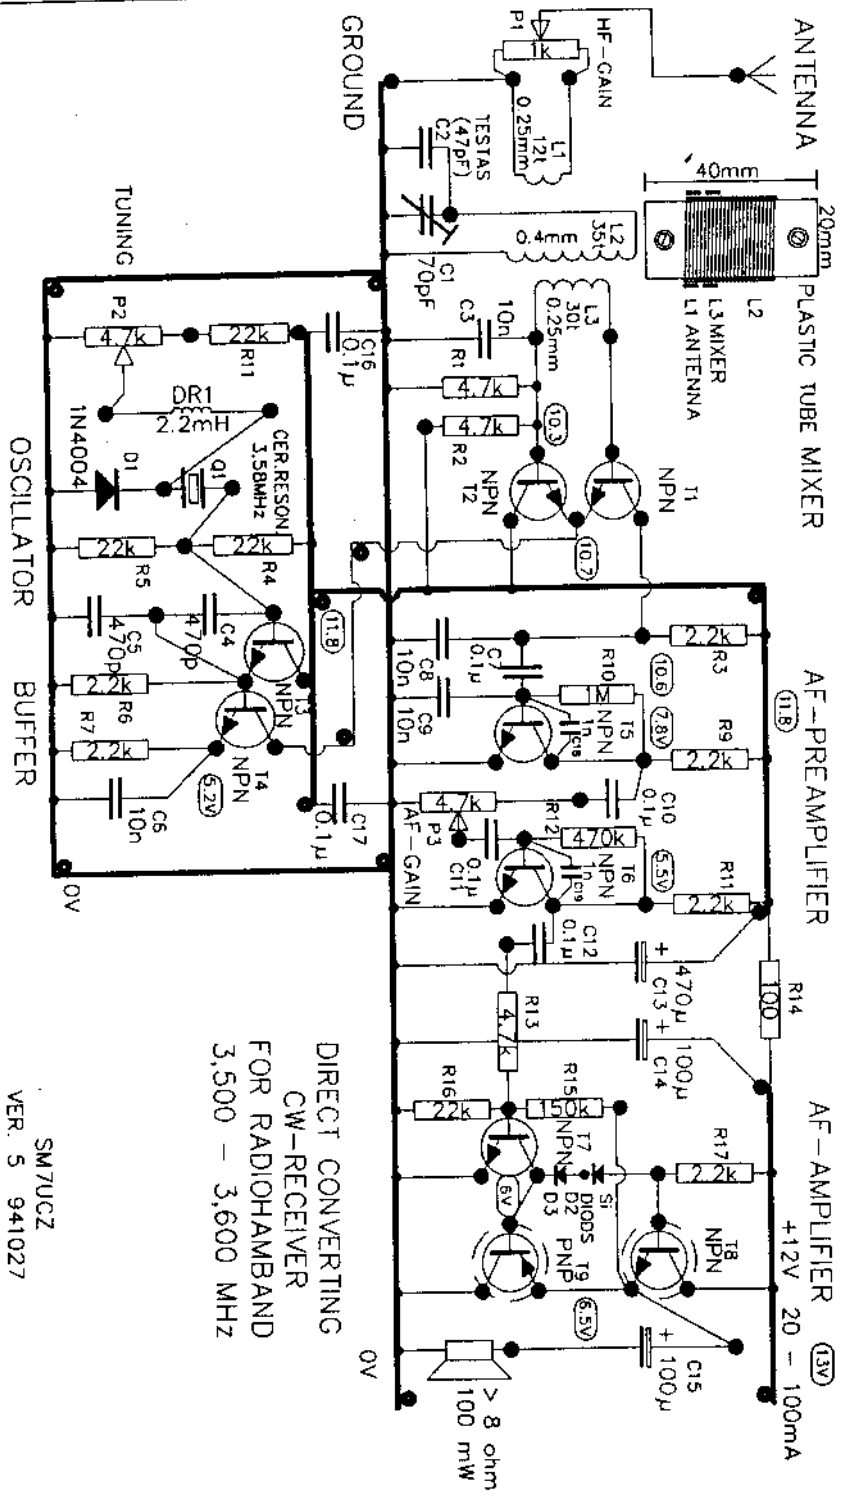 ANTENNA
PLASTIC TUBE
MIXER
AF-PREAMPLIFIER
AF-AMPLIFIER
+12V 20 - 100mA
13V
11.8
20mm
40mm
L2
L3 MIXER
L1 ANTENNA
HF-GAIN
P1
1k
L1
12t
0.25mm
TESTAS
(47pF)
C2
C1
70pF
L2
35t
0.4mm
L3
30t
0.25mm
C3
10n
R1
4.7k
R2
4.7k
10.3
T1
NPN
T2
NPN
10.7
R3
2.2k
10.6
C7
0.1µ
C8
10n
C9
10n
R10
1M
T5
NPN
C18
1n
7.8V
R9
2.2k
C10
0.1µ
P3
4.7k
AF-GAIN
C11
0.1µ
R12
470k
T6
NPN
C19
1n
5.5V
R11
2.2k
C12
0.1µ
R14
100
+
470µ
C13
+
100µ
C14
R13
4.7k
R16
22k
R15
150k
T7
NPN
D3
D2
DIODS
Si
R17
2.2k
T8
NPN
T9
PNP
6V
6.5V
+
100µ
C15
> 8 ohm
100 mW
0V
GROUND
TUNING
P2
4.7k
R11
22k
C16
0.1µ
DR1
2.2mH
1N4004
D1
Q1
CER.RESON.
3.58MHz
R5
22k
R4
22k
C5
470p
C4
470p
11.8
T3
NPN
R6
2.2k
R7
2.2k
T4
NPN
5.2V
C6
10n
C17
0.1µ
0V
OSCILLATOR
BUFFER
DIRECT CONVERTING
CW-RECEIVER
FOR RADIOHAMBAND
3,500 - 3,600 MHz
SM7UCZ
VER. 5 941027